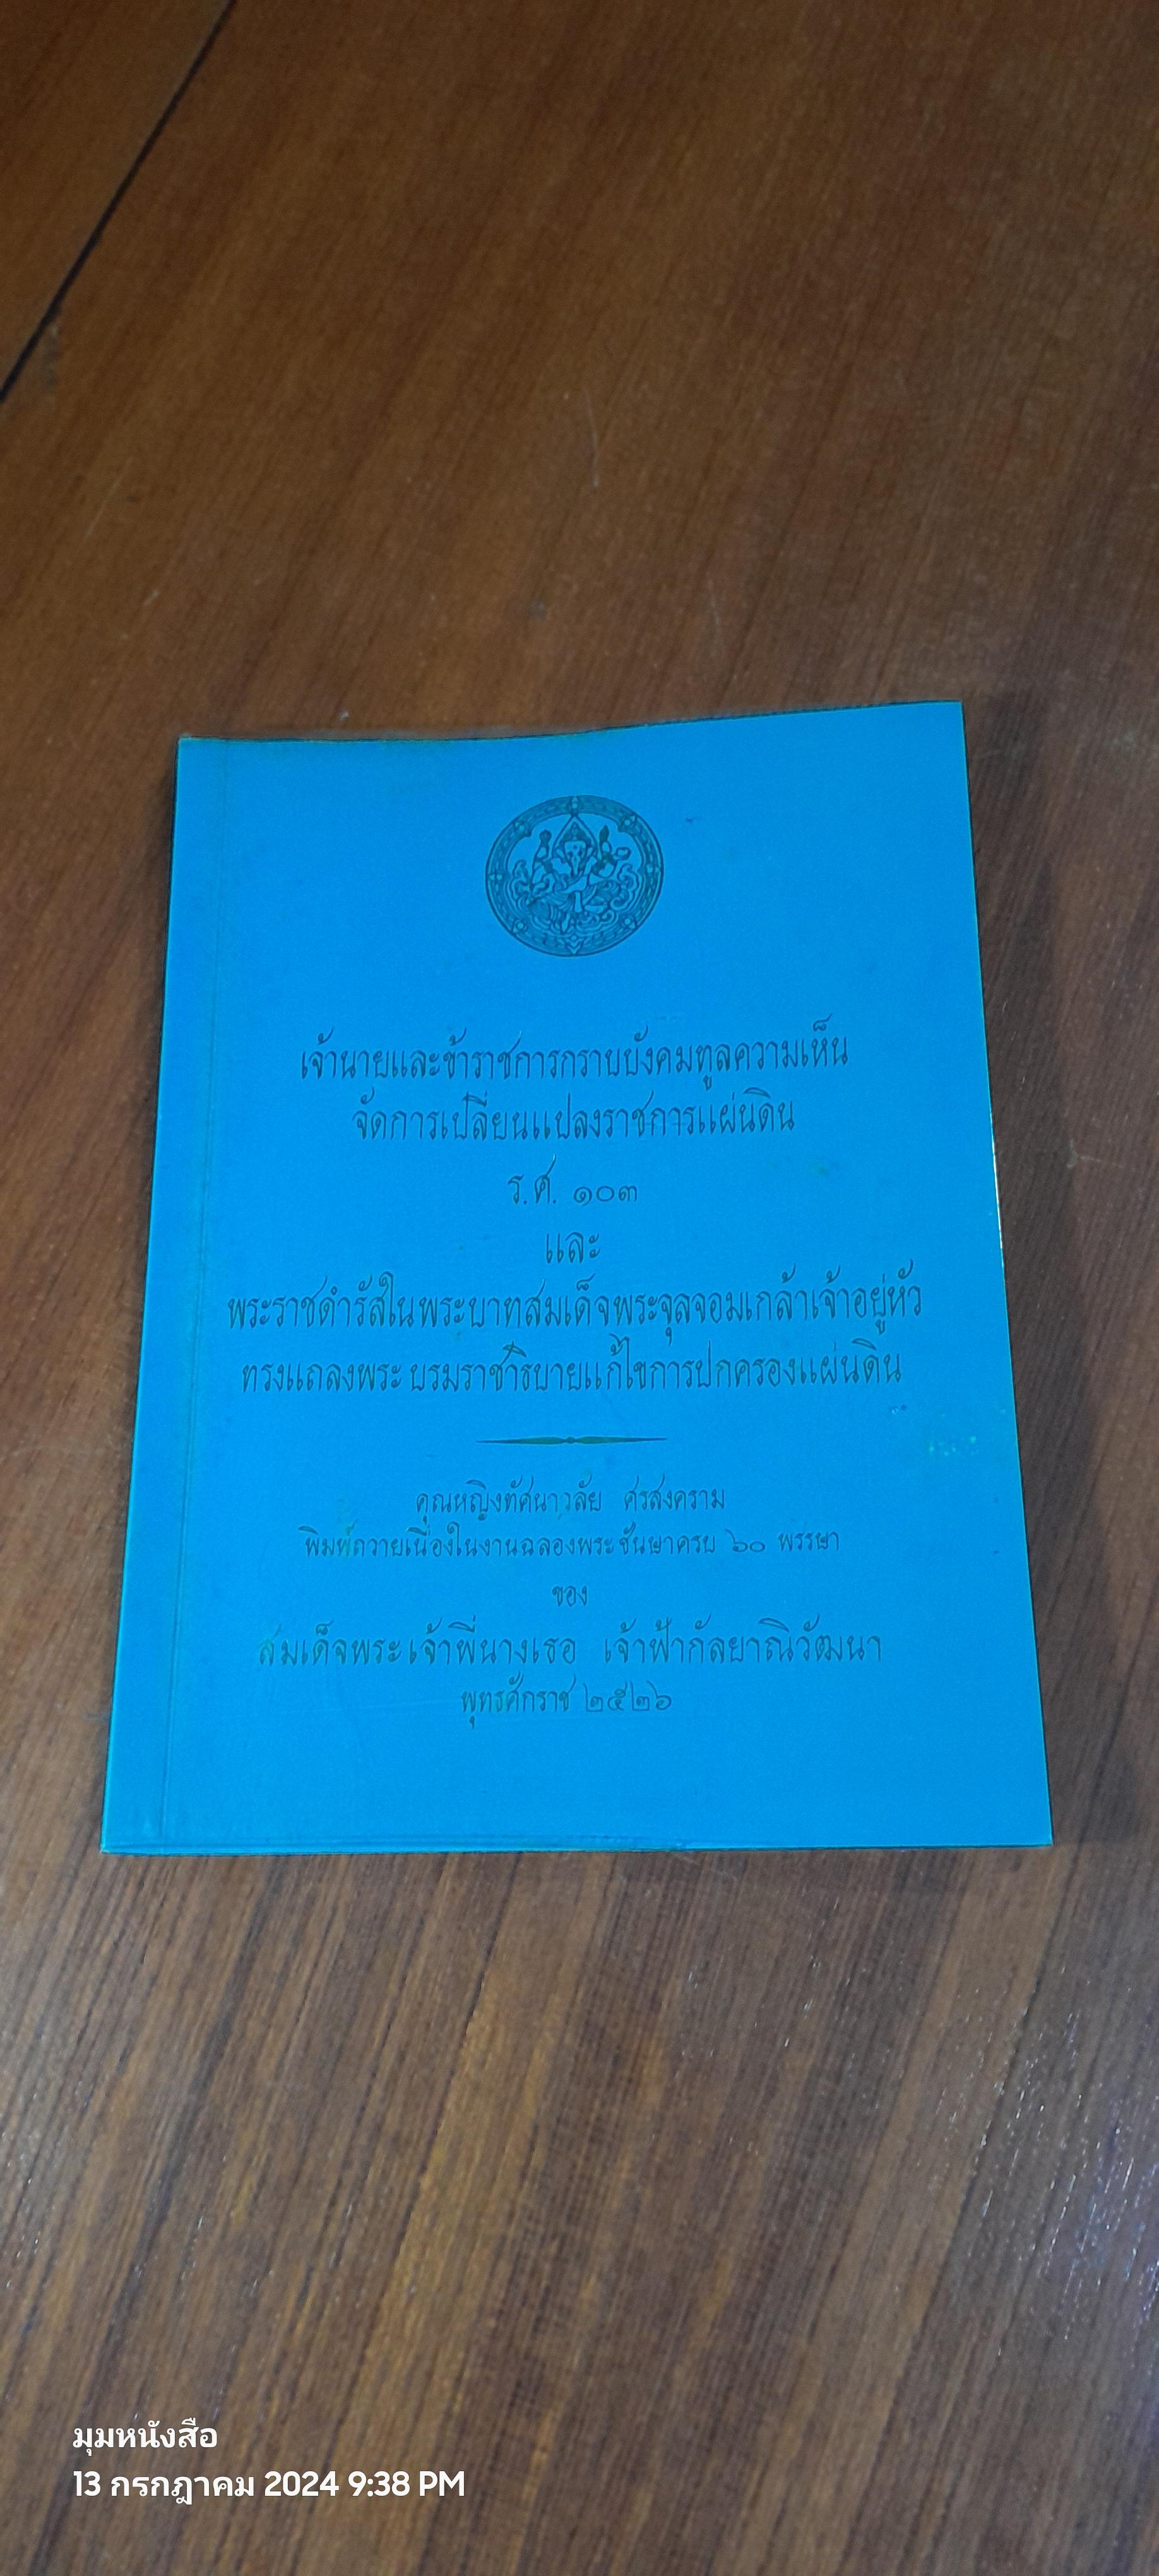 เจ้านายและข้าราชการกราบบังคมทูลความเห็น
จัดการเปลี่ยนแปลงราชการแผ่นดิน
ร.ศ. ๑๐๓
และ
พระราชดำรัสในพระบาทสมเด็จพระจุลจอมเกล้าเจ้าอยู่หัว
ทรงแถลงพระบรมราชาธิบายแก้ไขการปกครองแผ่นดิน
คุณหญิงทัศนาวลัย ศรสงคราม
พิมพ์ถวายเนื่องในงานฉลองพระชันษาครบ ๖๐ พรรษา
ของ
สมเด็จพระเจ้าพี่นางเธอ เจ้าฟ้ากัลยาณิวัฒนา
พุทธศักราช ๒๕๒๖
มุมหนังสือ
13 กรกฎาคม 2024 9:38 PM